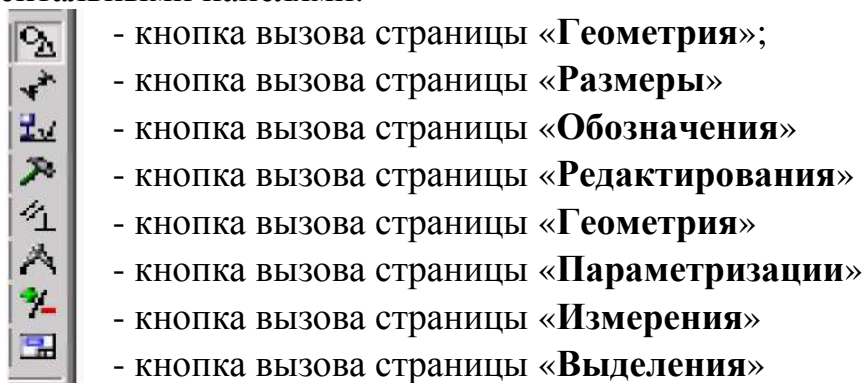 - кнопка вызова страницы «Геометрия»;
- кнопка вызова страницы «Размеры»
- кнопка вызова страницы «Обозначения»
- кнопка вызова страницы «Редактирования»
- кнопка вызова страницы «Геометрия»
- кнопка вызова страницы «Параметризации»
- кнопка вызова страницы «Измерения»
- кнопка вызова страницы «Выделения»